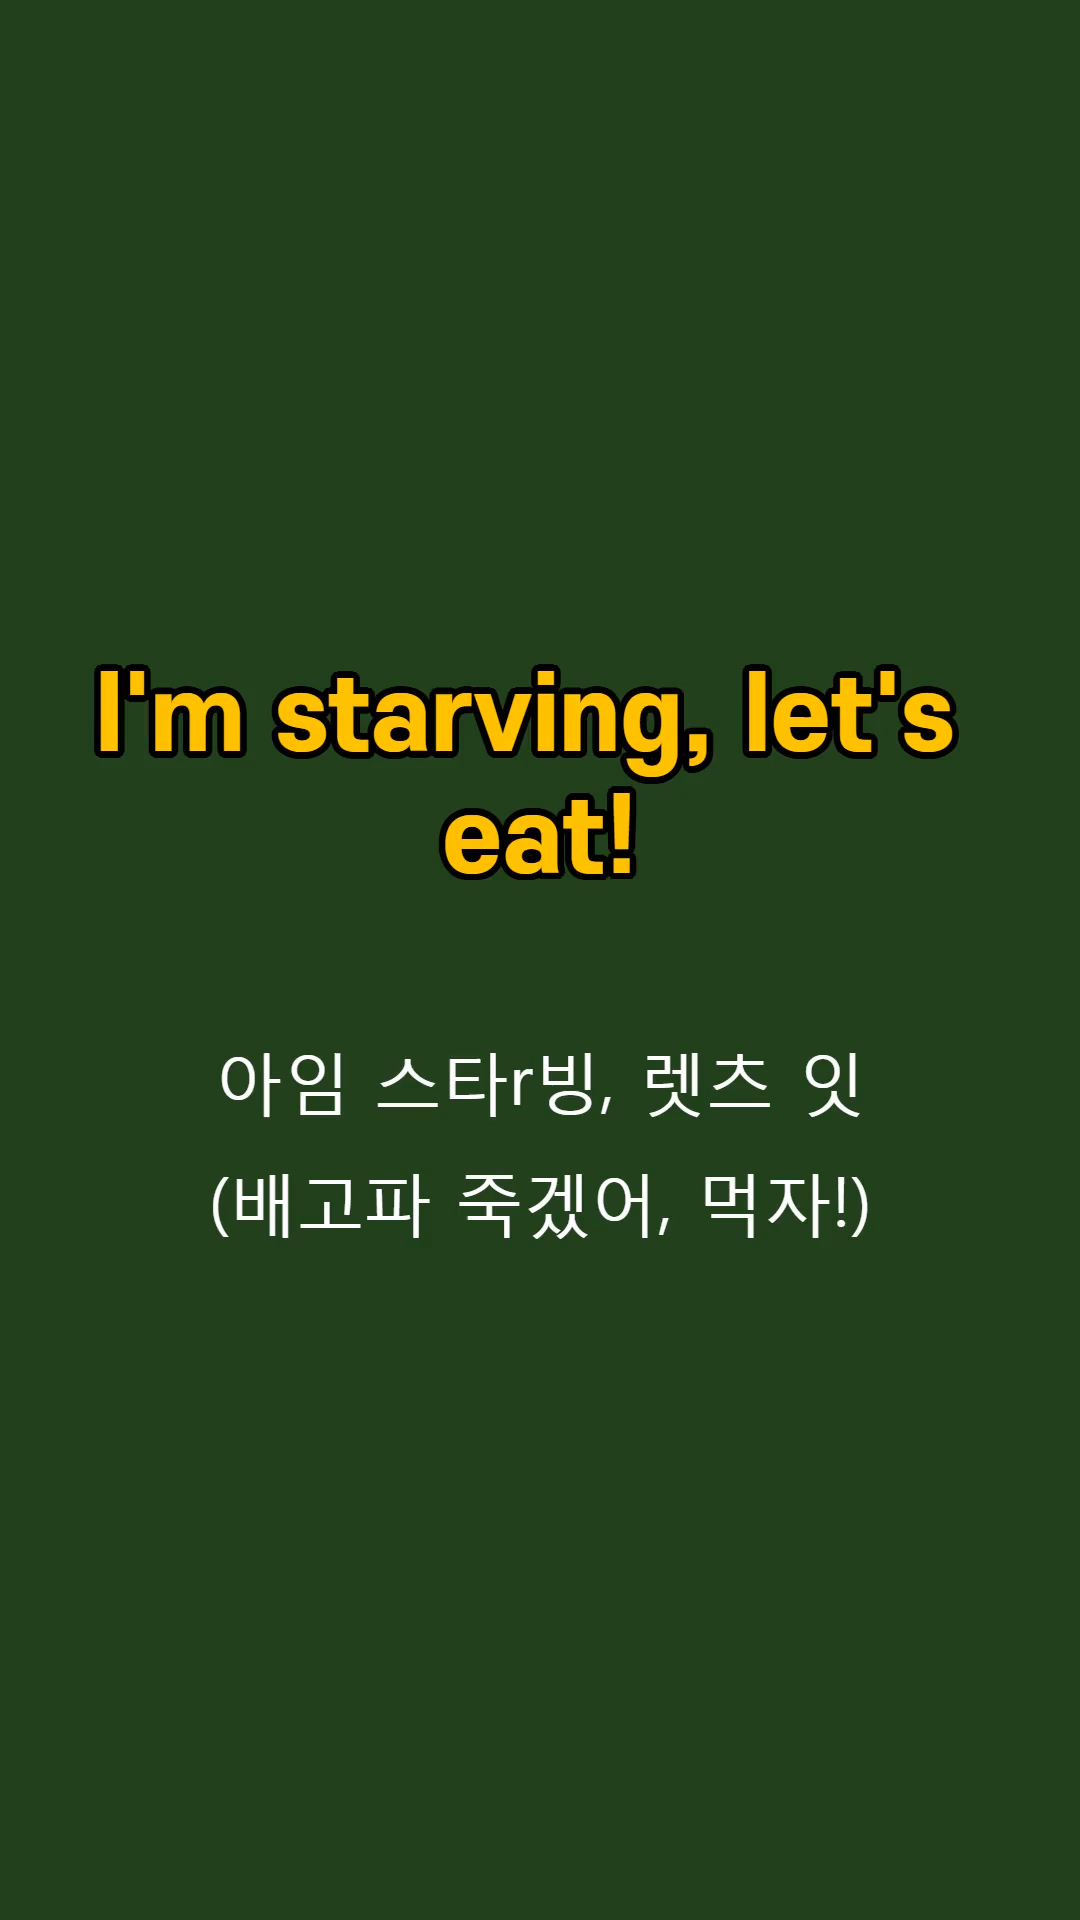 I'm starving, let's
eat!
아임 스타r빙, 렛츠 잇
(배고파 죽겠어, 먹자!)